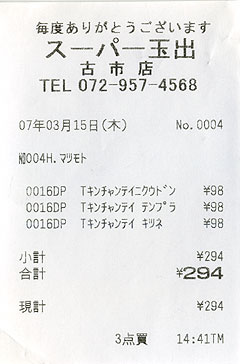 毎度ありがとうございます
スーパー玉出
古市店
TEL 072-957-4568
07年03月15日(木) No.0004
№004H.マツモト
0016DP Tキンチャンテイニクウドン ¥98
0016DP Tキンチャンテイ テンプラ ¥98
0016DP Tキンチャンテイ キツネ ¥98
小計 ¥294
合計 ¥294
現計 ¥294
3点買 14:41TM